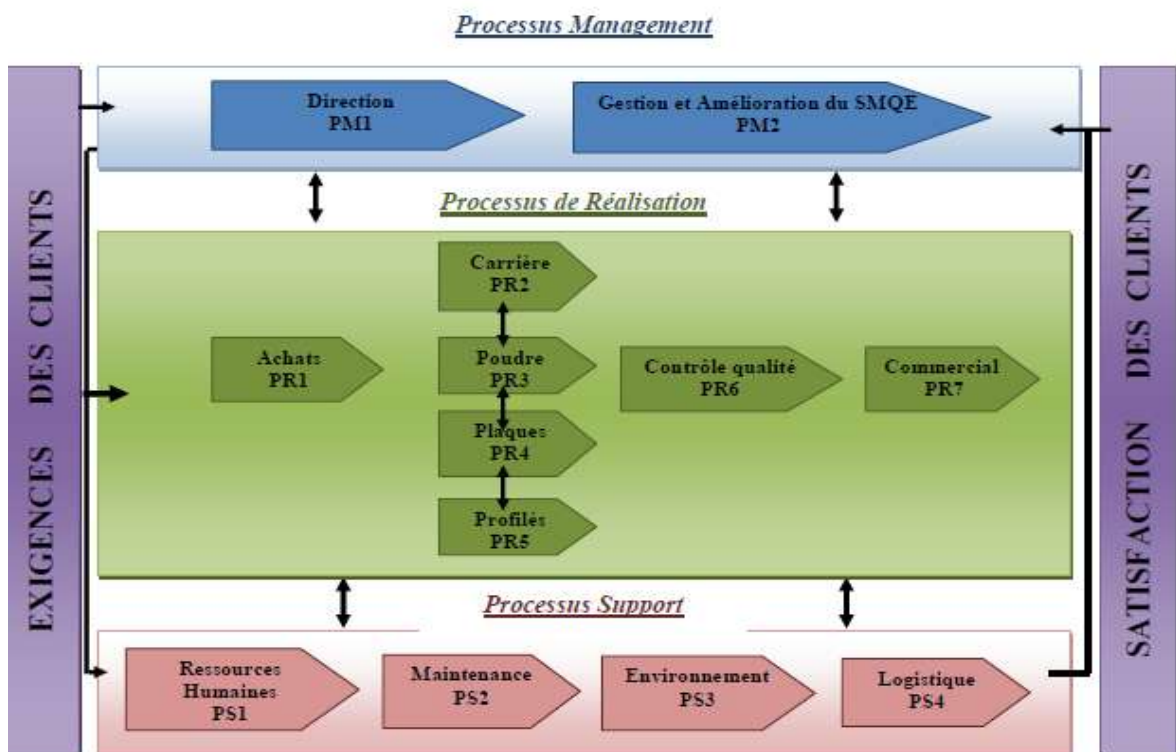 Processus Management
Direction
PM1
Gestion et Amélioration du SMQE
PM2
EXIGENCES DES CLIENTS
SATISFACTION DES CLIENTS
Processus de Réalisation
Carrière
PR2
Achats
PR1
Poudre
PR3
Contrôle qualité
PR6
Commercial
PR7
Plaques
PR4
Profilés
PR5
Processus Support
Ressources
Humaines
PS1
Maintenance
PS2
Environnement
PS3
Logistique
PS4